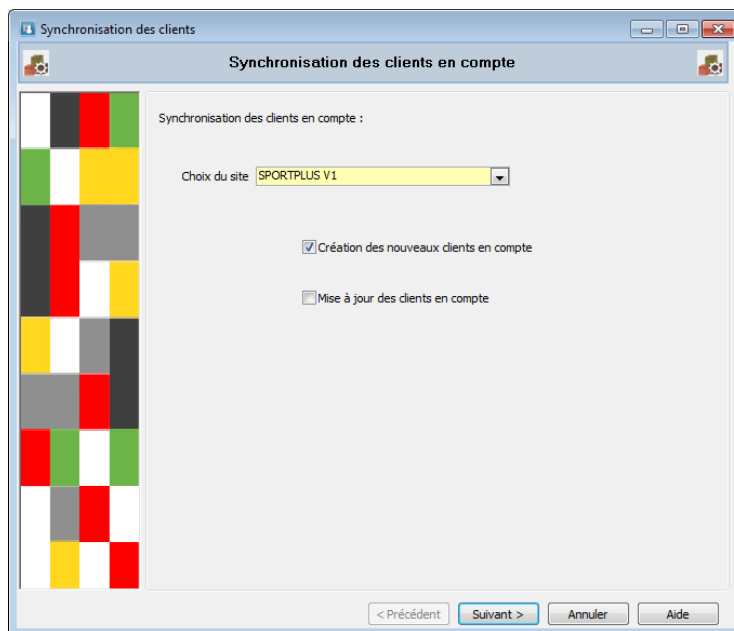 Synchronisation des clients
Synchronisation des clients en compte
Synchronisation des clients en compte :
Choix du site SPORTPLUS V1
Création des nouveaux clients en compte
Mise à jour des clients en compte
< Précédent Suivant > Annuler Aide